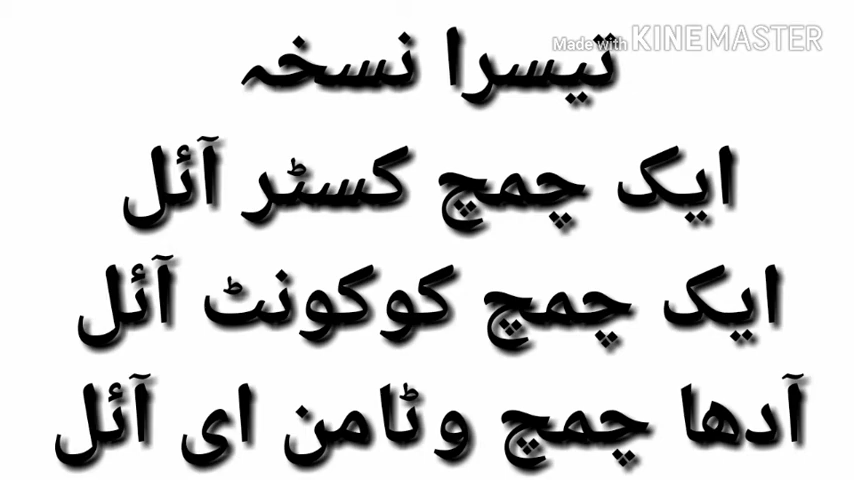 Made with KINEMASTER
تیسرا نسخہ
ایک چمچ کسٹر آئل
ایک چمچ کوکونٹ آئل
آدھا چمچ وٹامن ای آئل